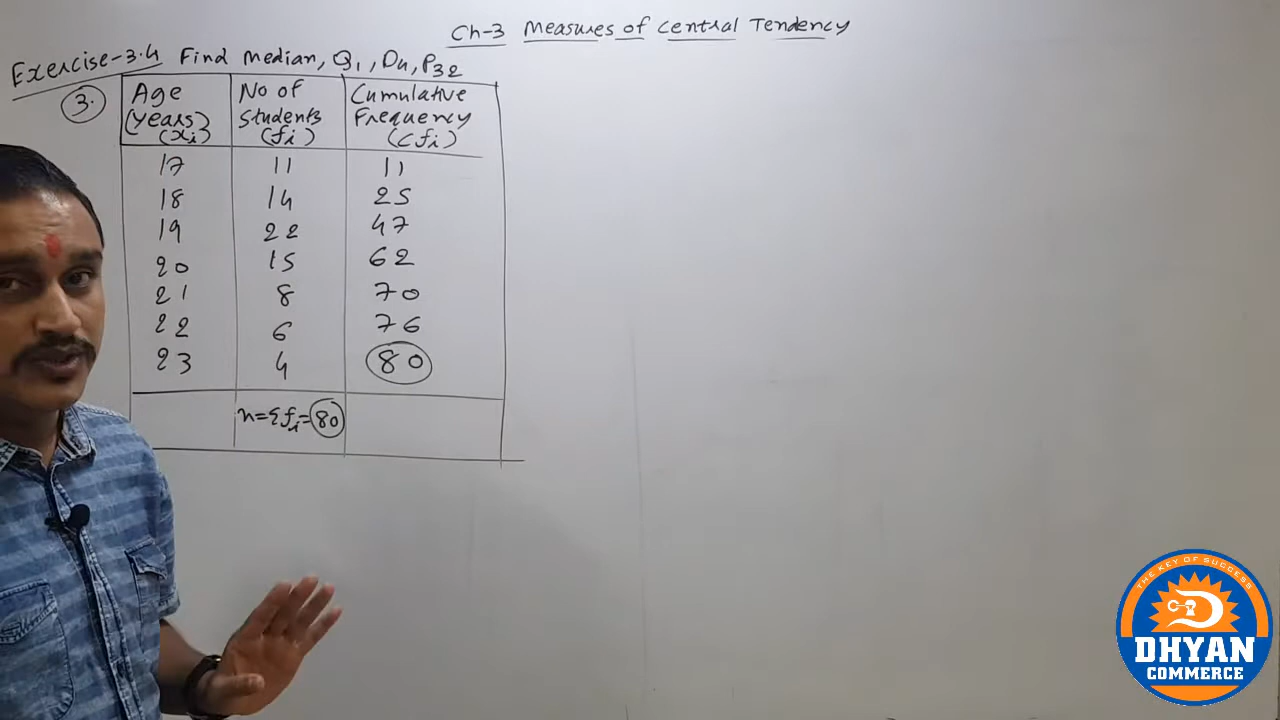 Ch-3 Measures of Central Tendency
Exercise-3.4 Find Median, Q1, D4, P32
3.
Age (Years) (xi) No of Students (fi) Cumulative Frequency (Cfi)
17 11 11
18 14 25
19 22 47
20 15 62
21 8 70
22 6 76
23 4 80
n=Σfi=80
THE KEY OF SUCCESS
DHYAN
COMMERCE